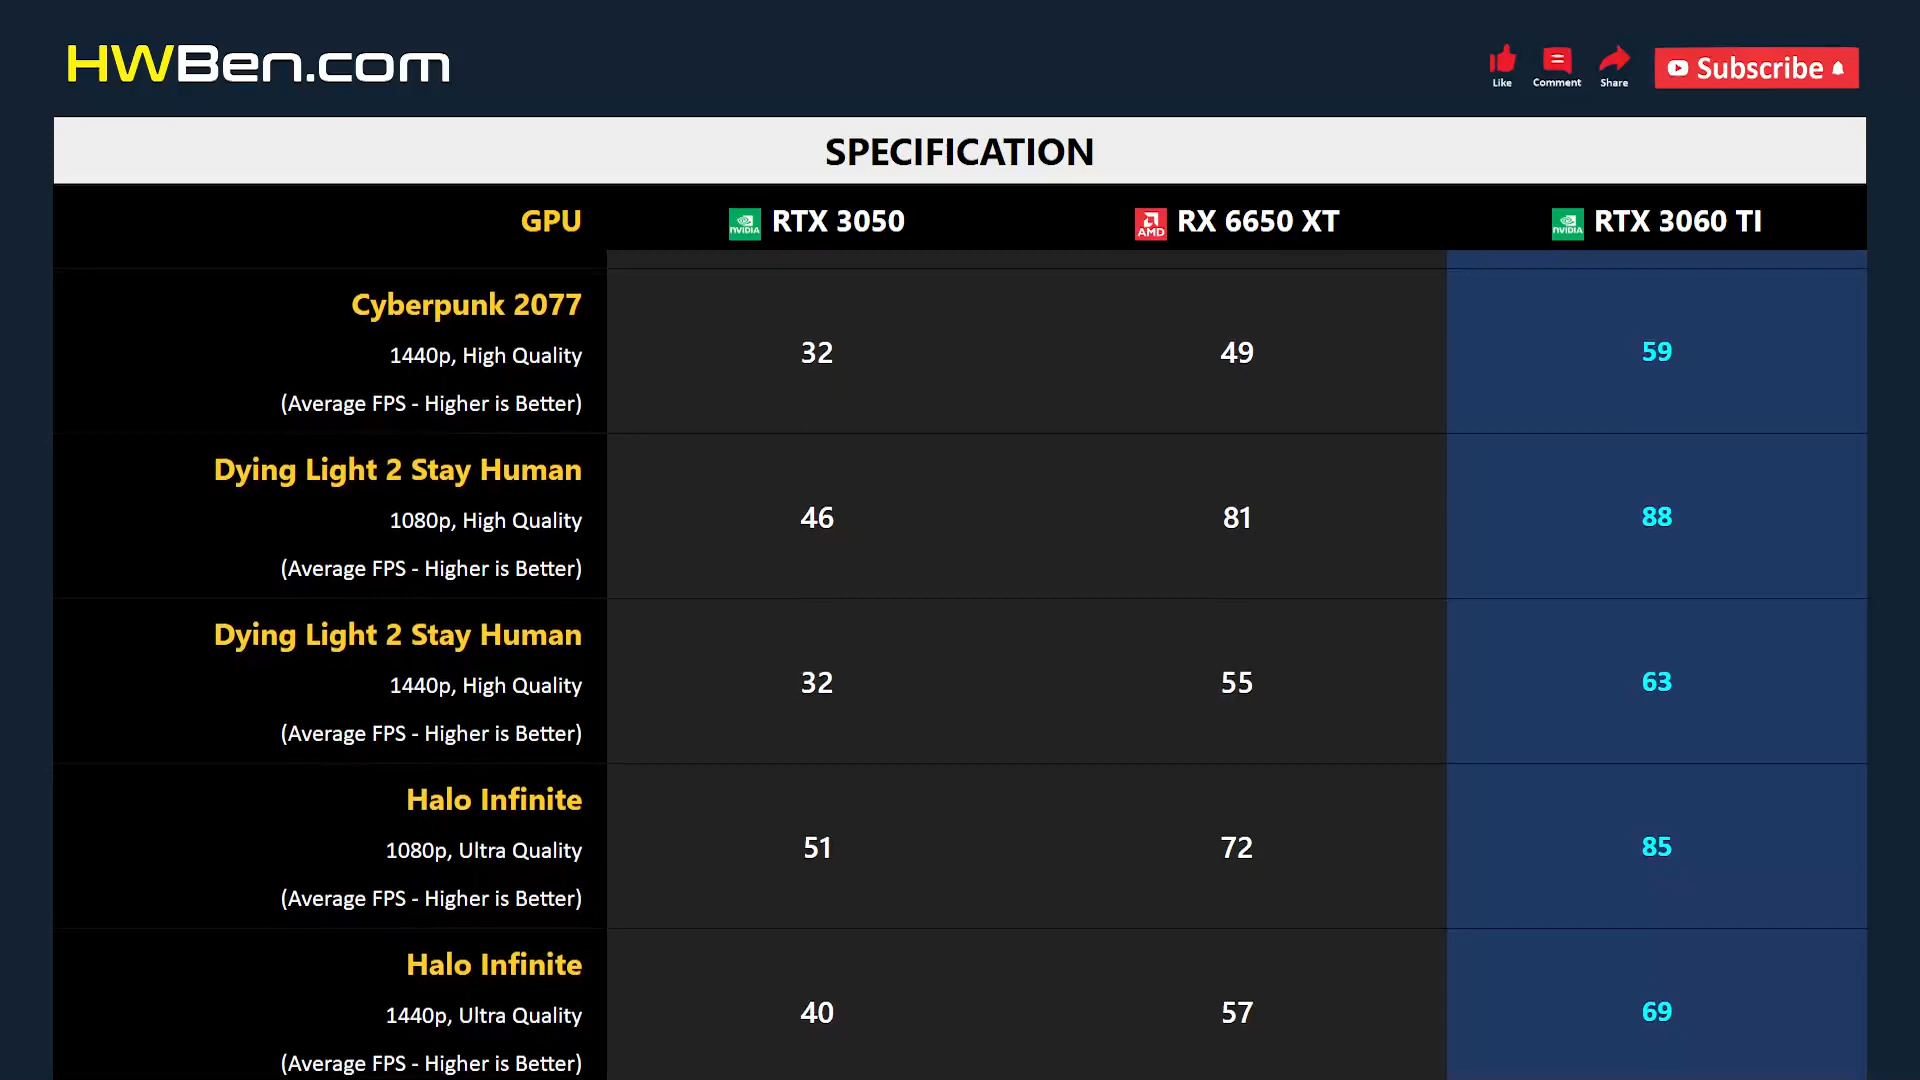 HWBen.com
Like Comment Share Subscribe
SPECIFICATION
GPU NVIDIA RTX 3050 AMD RX 6650 XT NVIDIA RTX 3060 TI
Cyberpunk 2077
1440p, High Quality 32 49 59
(Average FPS - Higher is Better)
Dying Light 2 Stay Human
1080p, High Quality 46 81 88
(Average FPS - Higher is Better)
Dying Light 2 Stay Human
1440p, High Quality 32 55 63
(Average FPS - Higher is Better)
Halo Infinite
1080p, Ultra Quality 51 72 85
(Average FPS - Higher is Better)
Halo Infinite
1440p, Ultra Quality 40 57 69
(Average FPS - Higher is Better)